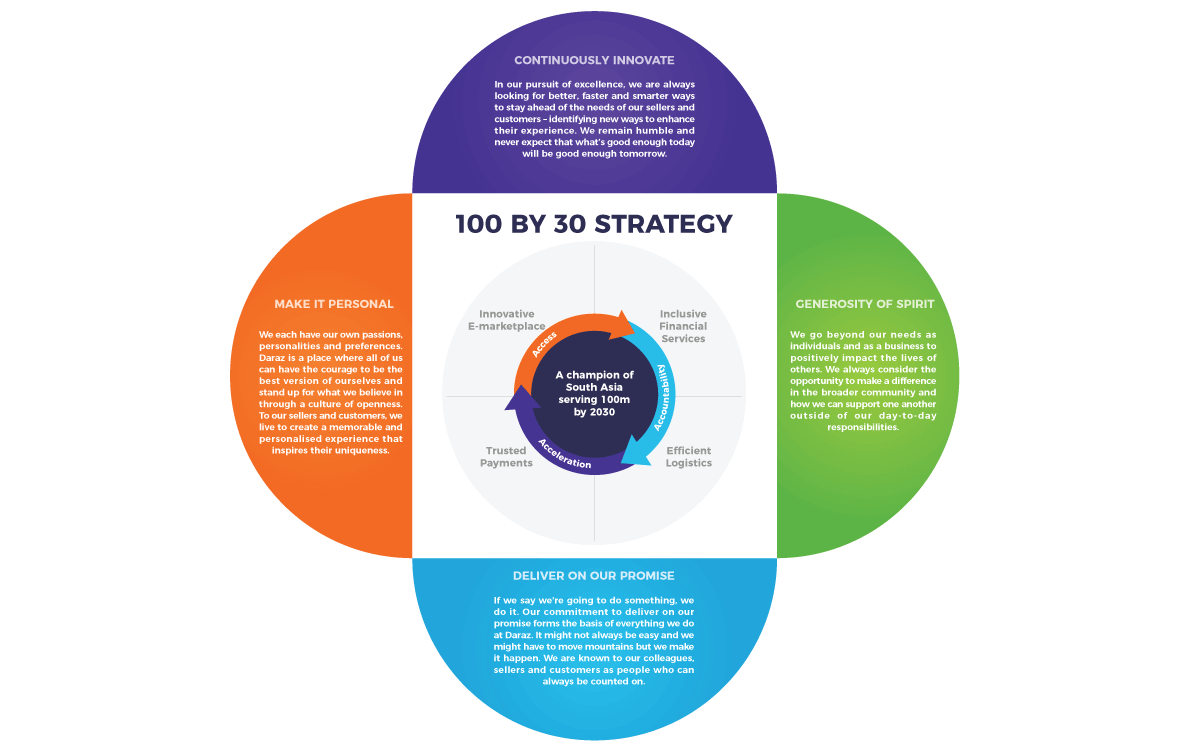 CONTINUOUSLY INNOVATE
In our pursuit of excellence, we are always
looking for better, faster and smarter ways
to stay ahead of the needs of our sellers and
customers – identifying new ways to enhance
their experience. We remain humble and
never expect that what's good enough today
will be good enough tomorrow.
100 BY 30 STRATEGY
MAKE IT PERSONAL
We each have our own passions,
personalities and preferences.
Daraz is a place where all of us
can have the courage to be the
best version of ourselves and
stand up for what we believe in
through a culture of openness.
To our sellers and customers, we
live to create a memorable and
personalised experience that
inspires their uniqueness.
Innovative
E-marketplace
Inclusive
Financial
Services
Access
Accountability
Acceleration
A champion of
South Asia
serving 100m
by 2030
Trusted
Payments
Efficient
Logistics
GENEROSITY OF SPIRIT
We go beyond our needs as
individuals and as a business to
positively impact the lives of
others. We always consider the
opportunity to make a difference
in the broader community and
how we can support one another
outside of our day-to-day
responsibilities.
DELIVER ON OUR PROMISE
If we say we're going to do something, we
do it. Our commitment to deliver on our
promise forms the basis of everything we do
at Daraz. It might not always be easy and we
might have to move mountains but we make
it happen. We are known to our colleagues,
sellers and customers as people who can
always be counted on.